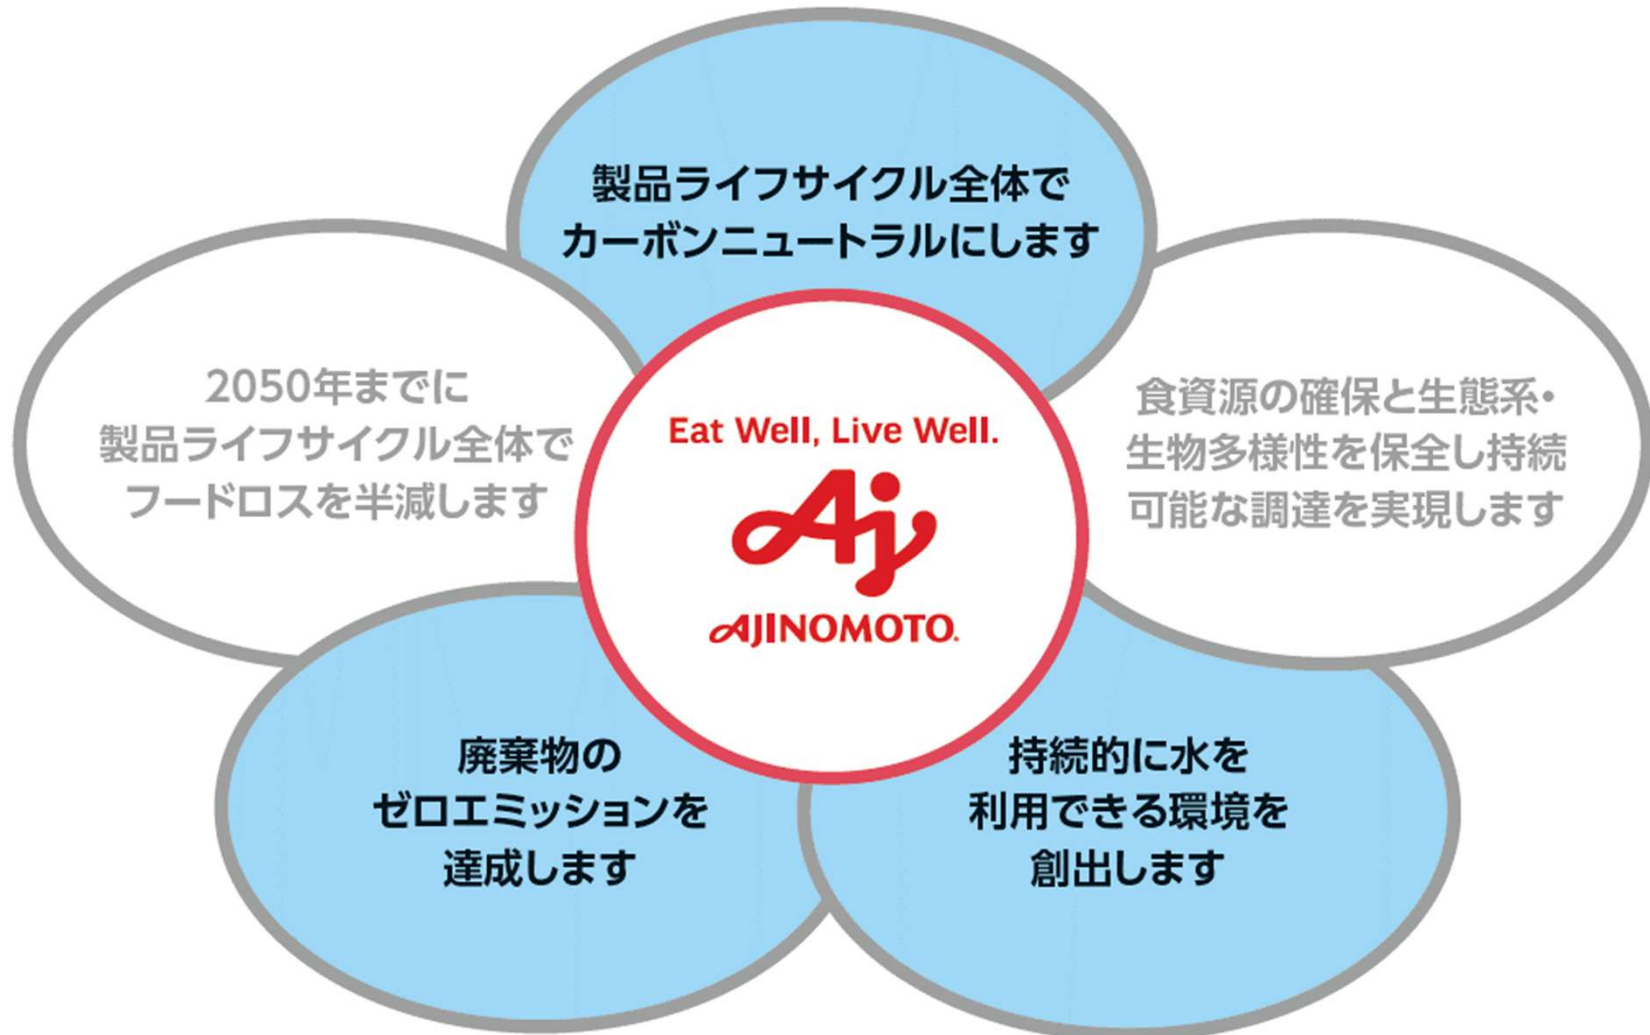 製品ライフサイクル全体で
カーボンニュートラルにします
2050年までに
製品ライフサイクル全体で
フードロスを半減します
Eat Well, Live Well.
Aj
AJINOMOTO.
食資源の確保と生態系・
生物多様性を保全し持続
可能な調達を実現します
廃棄物の
ゼロエミッションを
達成します
持続的に水を
利用できる環境を
創出します